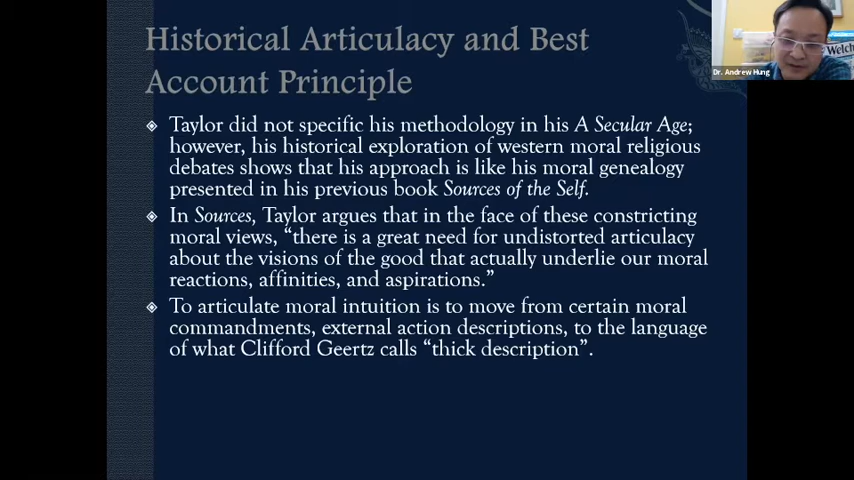 Historical Articulacy and Best
Account Principle
Taylor did not specific his methodology in his A Secular Age;
however, his historical exploration of western moral religious
debates shows that his approach is like his moral genealogy
presented in his previous book Sources of the Self.
In Sources, Taylor argues that in the face of these constricting
moral views, “there is a great need for undistorted articulacy
about the visions of the good that actually underlie our moral
reactions, affinities, and aspirations.”
To articulate moral intuition is to move from certain moral
commandments, external action descriptions, to the language
of what Clifford Geertz calls “thick description”.
Dr. Andrew Hung
Welch